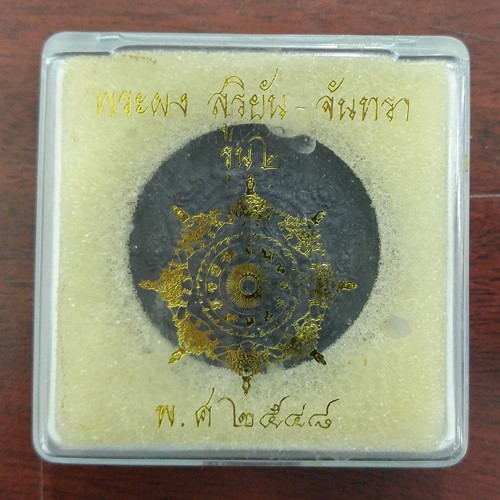 พระผง สุริยัน - จันทรา
รุ่น ๒
พ.ศ ๒๕๔๘